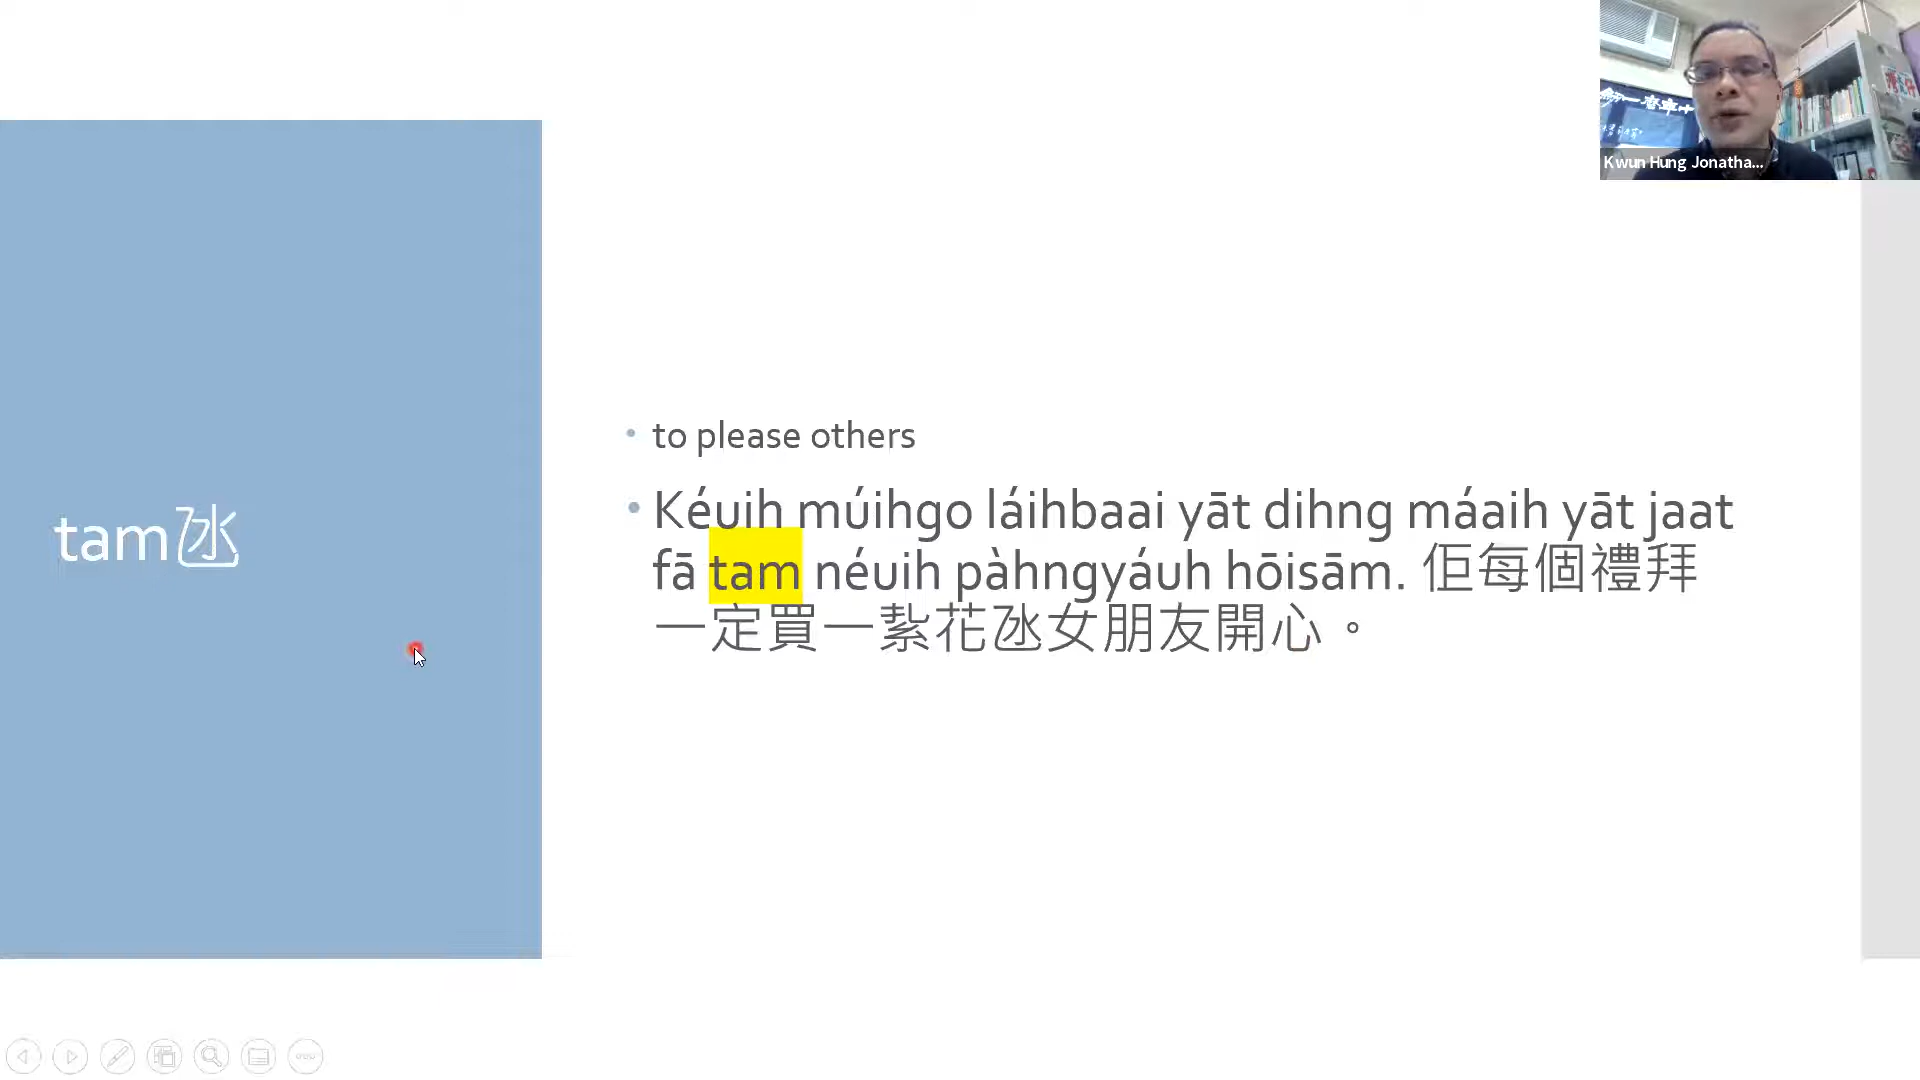 Kwun Hung Jonatha...
tam氹
• to please others
• Kéuih múihgo láihbaai yāt dihng máaih yāt jaat
fā tam néuih pàhngyáuh hōisām. 佢每個禮拜
一定買一紮花氹女朋友開心。